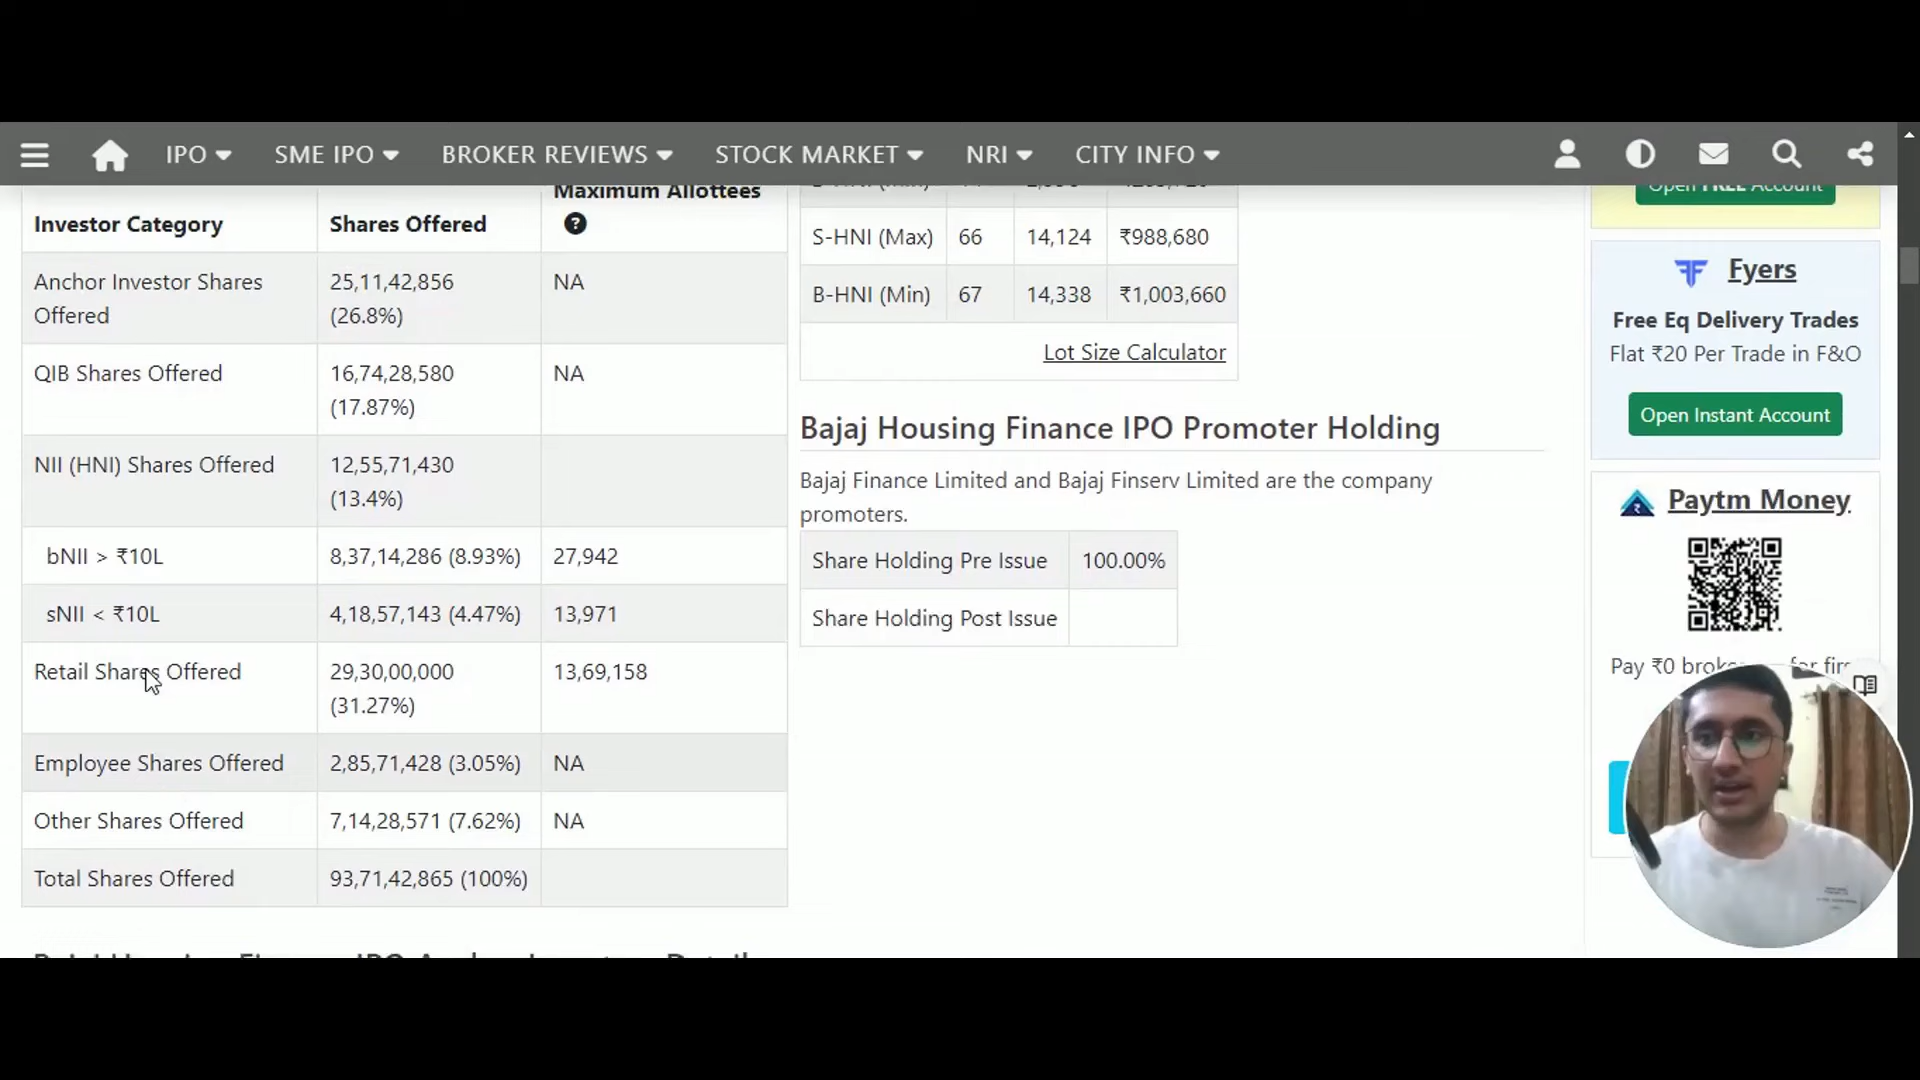 IPO
SME IPO
BROKER REVIEWS
STOCK MARKET
NRI
CITY INFO
Investor Category
Shares Offered
Maximum Allottees
?
Anchor Investor Shares
Offered
25,11,42,856
(26.8%)
NA
QIB Shares Offered
16,74,28,580
(17.87%)
NA
NII (HNI) Shares Offered
12,55,71,430
(13.4%)
bNII > ₹10L
8,37,14,286 (8.93%)
27,942
sNII < ₹10L
4,18,57,143 (4.47%)
13,971
Retail Shares Offered
29,30,00,000
(31.27%)
13,69,158
Employee Shares Offered
2,85,71,428 (3.05%)
NA
Other Shares Offered
7,14,28,571 (7.62%)
NA
Total Shares Offered
93,71,42,865 (100%)
S-HNI (Max)
66
14,124
₹988,680
B-HNI (Min)
67
14,338
₹1,003,660
Lot Size Calculator
Bajaj Housing Finance IPO Promoter Holding
Bajaj Finance Limited and Bajaj Finserv Limited are the company
promoters.
Share Holding Pre Issue
100.00%
Share Holding Post Issue
Open FREE Account
Fyers
Free Eq Delivery Trades
Flat ₹20 Per Trade in F&O
Open Instant Account
Paytm Money
Pay ₹0